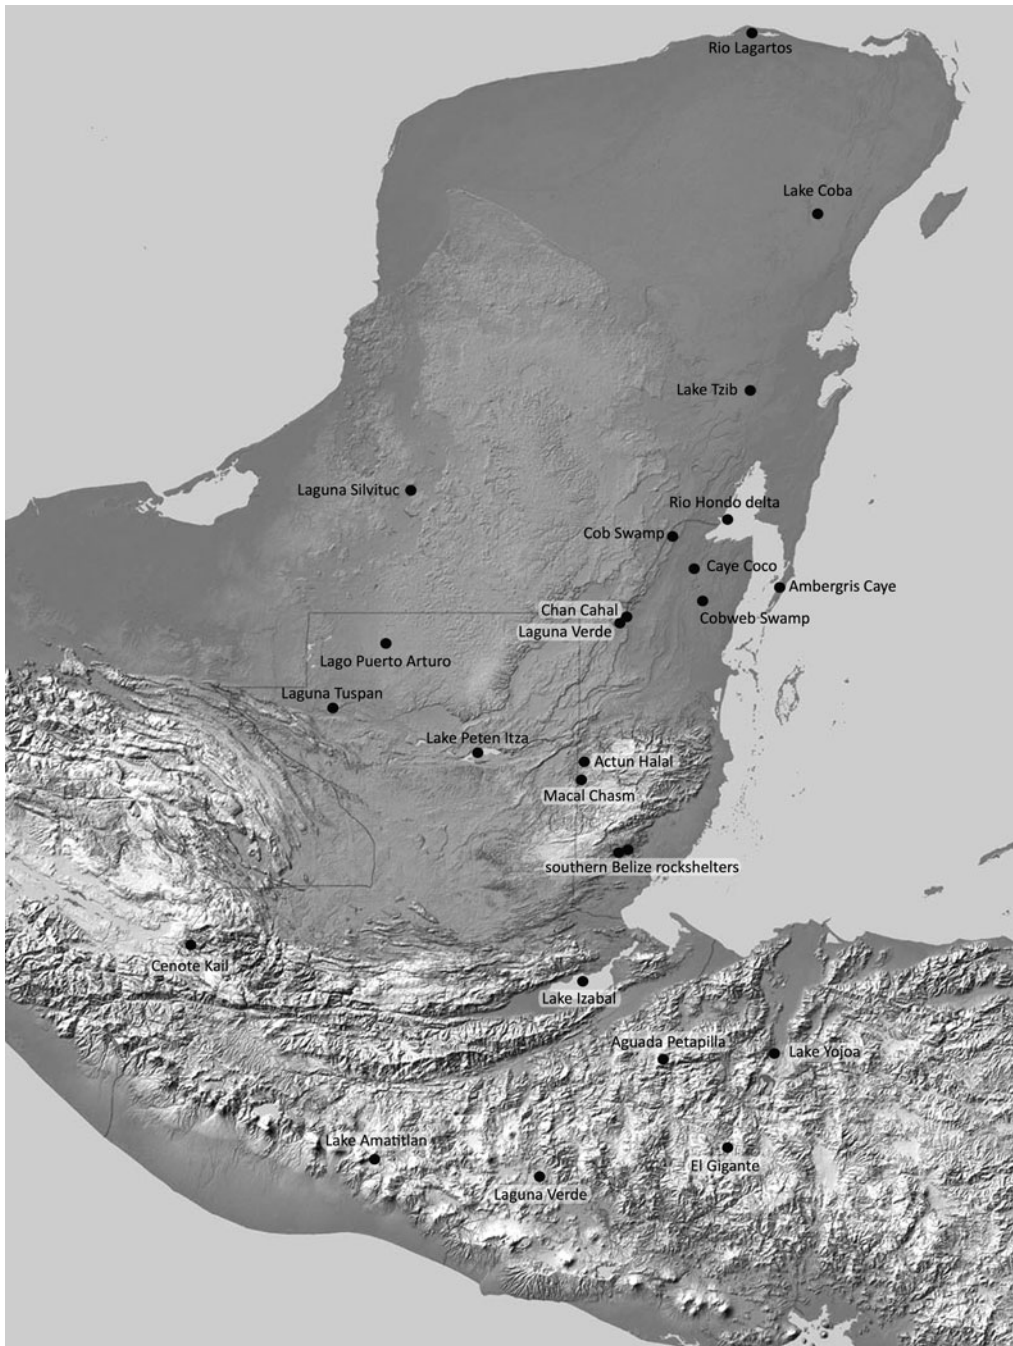 Rio Lagartos
Lake Coba
Lake Tzib
Laguna Silvituc
Rio Hondo delta
Cob Swamp
Caye Coco
Ambergris Caye
Chan Cahal
Cobweb Swamp
Laguna Verde
Lago Puerto Arturo
Laguna Tuspan
Lake Peten Itza
Actun Halal
Macal Chasm
southern Belize rockshelters
Cenote Kail
Lake Izabal
Aguada Petapilla
Lake Yojoa
Lake Amatitlan
El Gigante
Laguna Verde